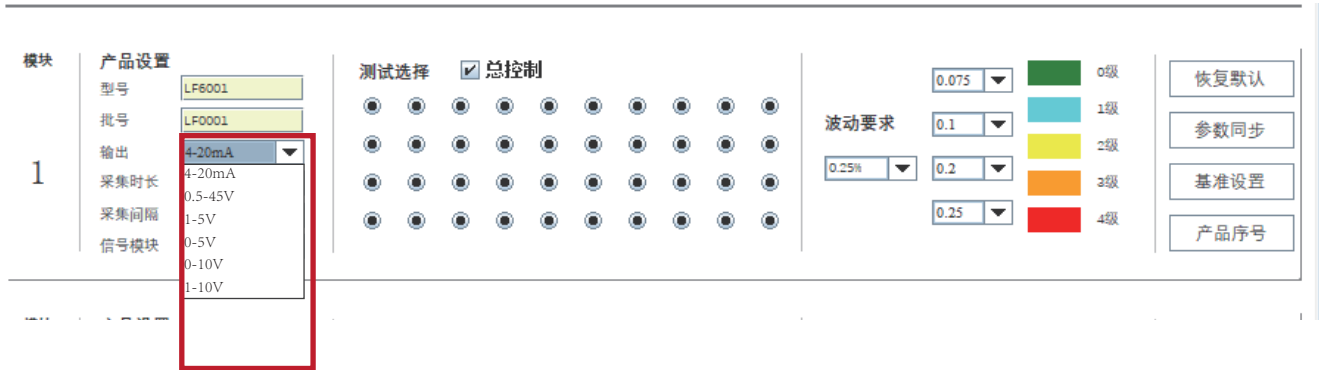 模块
1
产品设置
型号 LF6001
批号 LF0001
输出 4-20mA
采集时长
采集间隔
信号模块
4-20mA
0.5-45V
1-5V
0-5V
0-10V
1-10V
测试选择 总控制
波动要求
0.25%
0.075
0.1
0.2
0.25
0级
1级
2级
3级
4级
恢复默认
参数同步
基准设置
产品序号